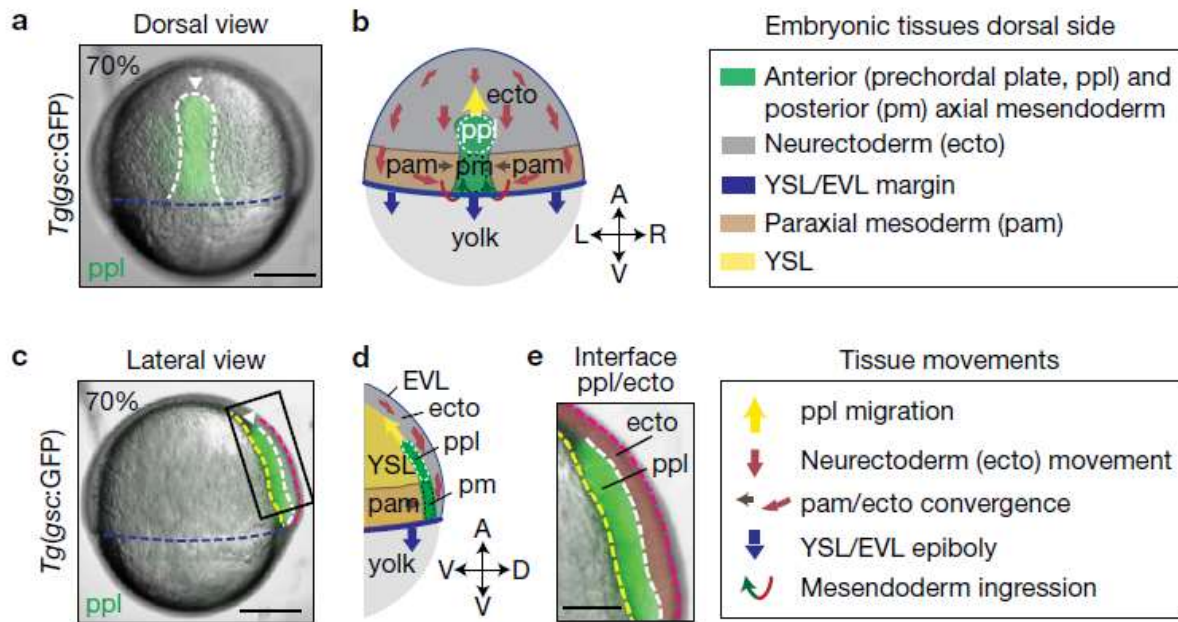 a
Dorsal view
70%
Tg(gsc:GFP)
ppl
b
ecto
ppl
pam
pm
pam
yolk
A
L
R
V
Embryonic tissues dorsal side
Anterior (prechordal plate, ppl) and
posterior (pm) axial mesendoderm
Neurectoderm (ecto)
YSL/EVL margin
Paraxial mesoderm (pam)
YSL
c
Lateral view
70%
Tg(gsc:GFP)
ppl
d
EVL
ecto
ppl
YSL
pm
pam
yolk
A
V
D
V
e
Interface
ppl/ecto
ecto
ppl
Tissue movements
ppl migration
Neurectoderm (ecto) movement
pam/ecto convergence
YSL/EVL epiboly
Mesendoderm ingression